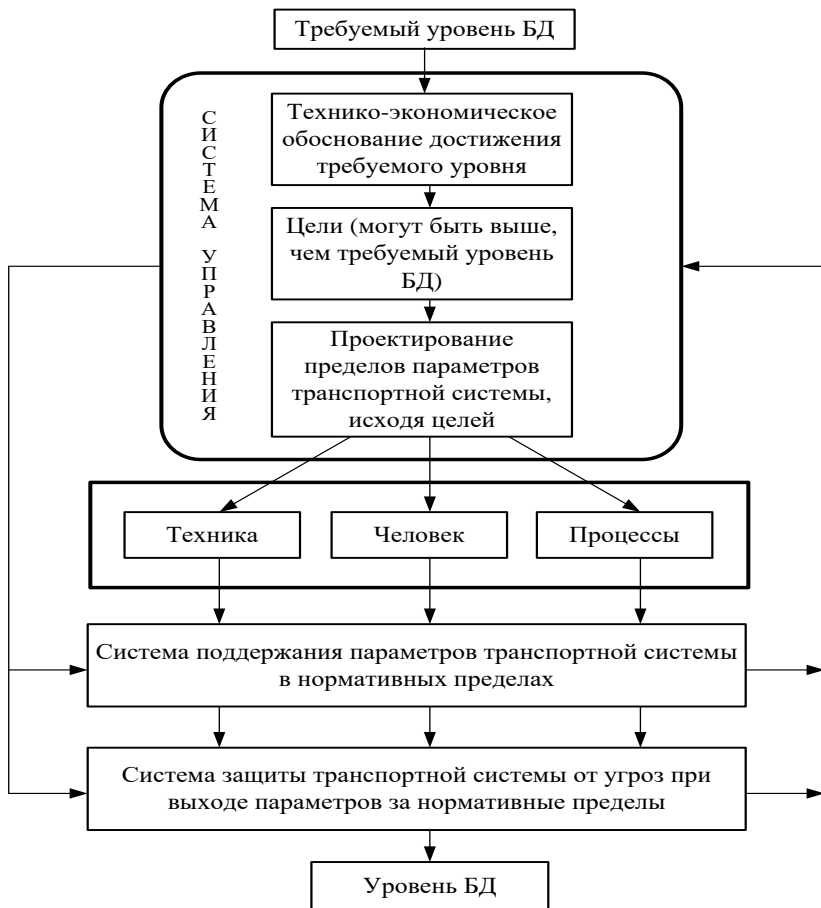 Требуемый уровень БД
СИСТЕМА УПРАВЛЕНИЯ
Технико-экономическое
обоснование достижения
требуемого уровня
Цели (могут быть выше,
чем требуемый уровень
БД)
Проектирование
пределов параметров
транспортной системы,
исходя целей
Техника
Человек
Процессы
Система поддержания параметров транспортной системы
в нормативных пределах
Система защиты транспортной системы от угроз при
выходе параметров за нормативные пределы
Уровень БД